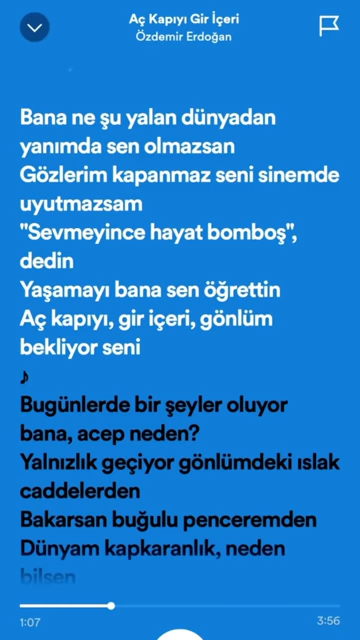 Aç Kapıyı Gir İçeri
Özdemir Erdoğan
Bana ne şu yalan dünyadan
yanımda sen olmazsan
Gözlerim kapanmaz seni sinemde
uyutmazsam
"Sevmeyince hayat bomboş",
dedin
Yaşamayı bana sen öğrettin
Aç kapıyı, gir içeri, gönlüm
bekliyor seni
♪
Bugünlerde bir şeyler oluyor
bana, acep neden?
Yalnızlık geçiyor gönlümdeki ıslak
caddelerden
Bakarsan buğulu penceremden
Dünyam kapkaranlık, neden
bilsen
1:07
3:56